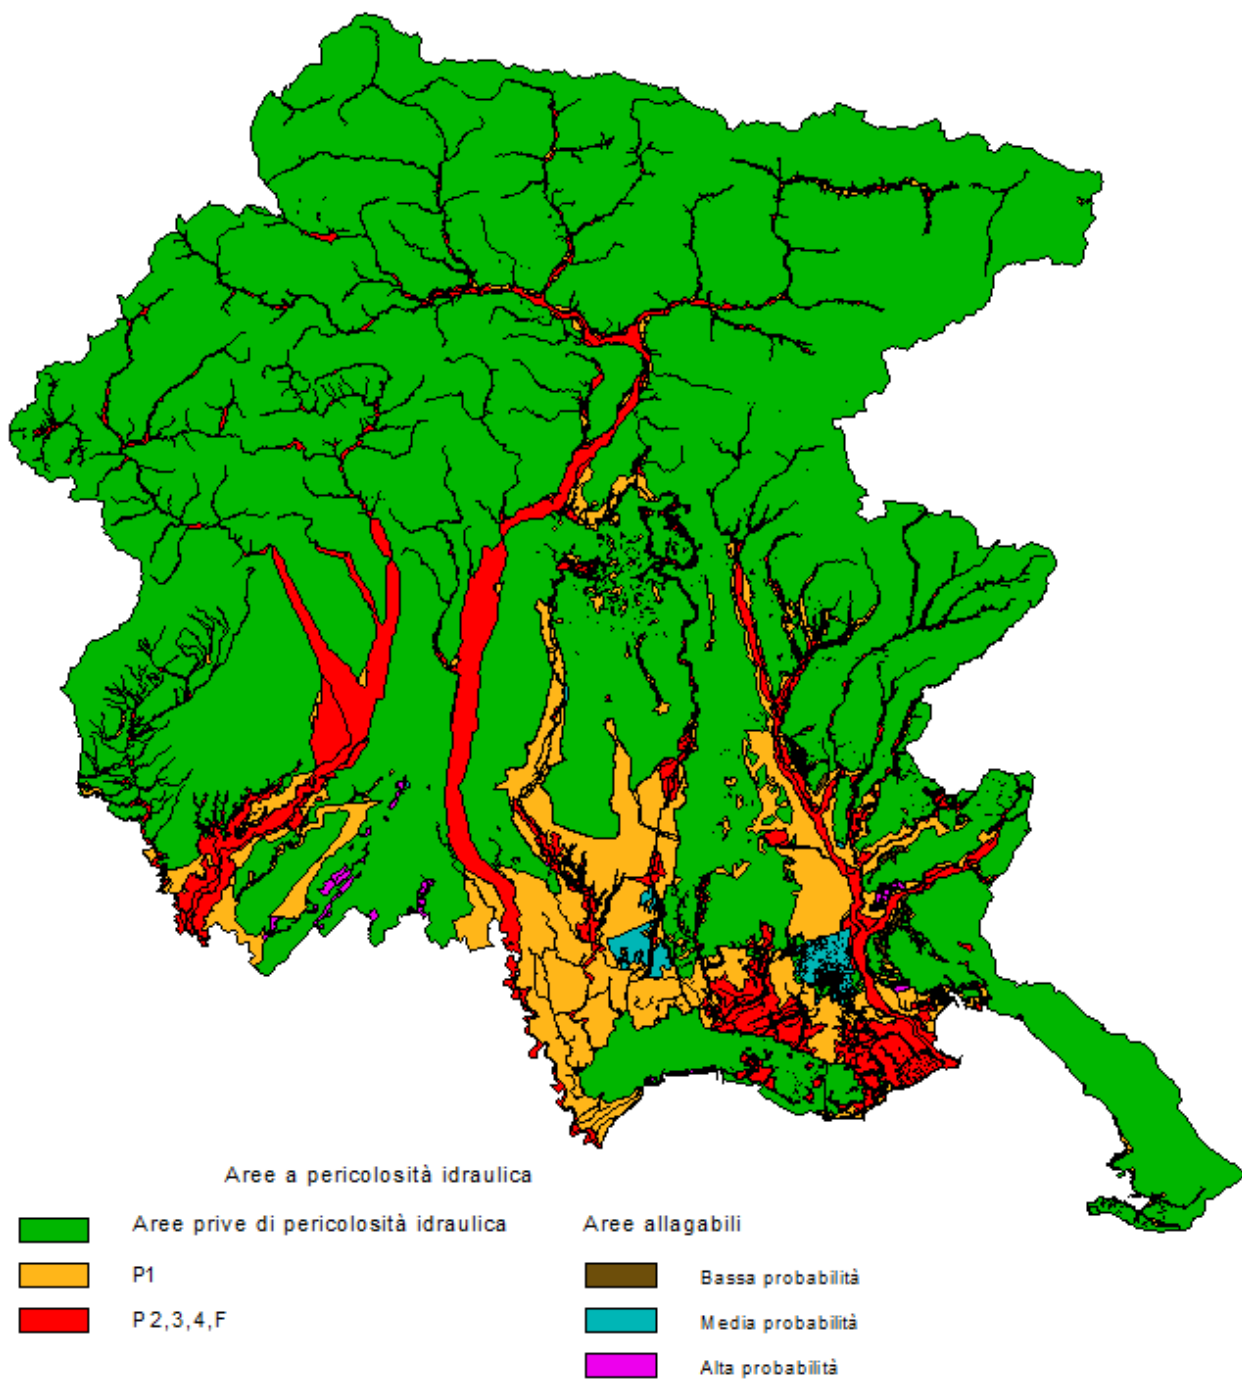 Aree a pericolosità idraulica
Aree prive di pericolosità idraulica
P1
P2,3,4,F
Aree allagabili
Bassa probabilità
Media probabilità
Alta probabilità